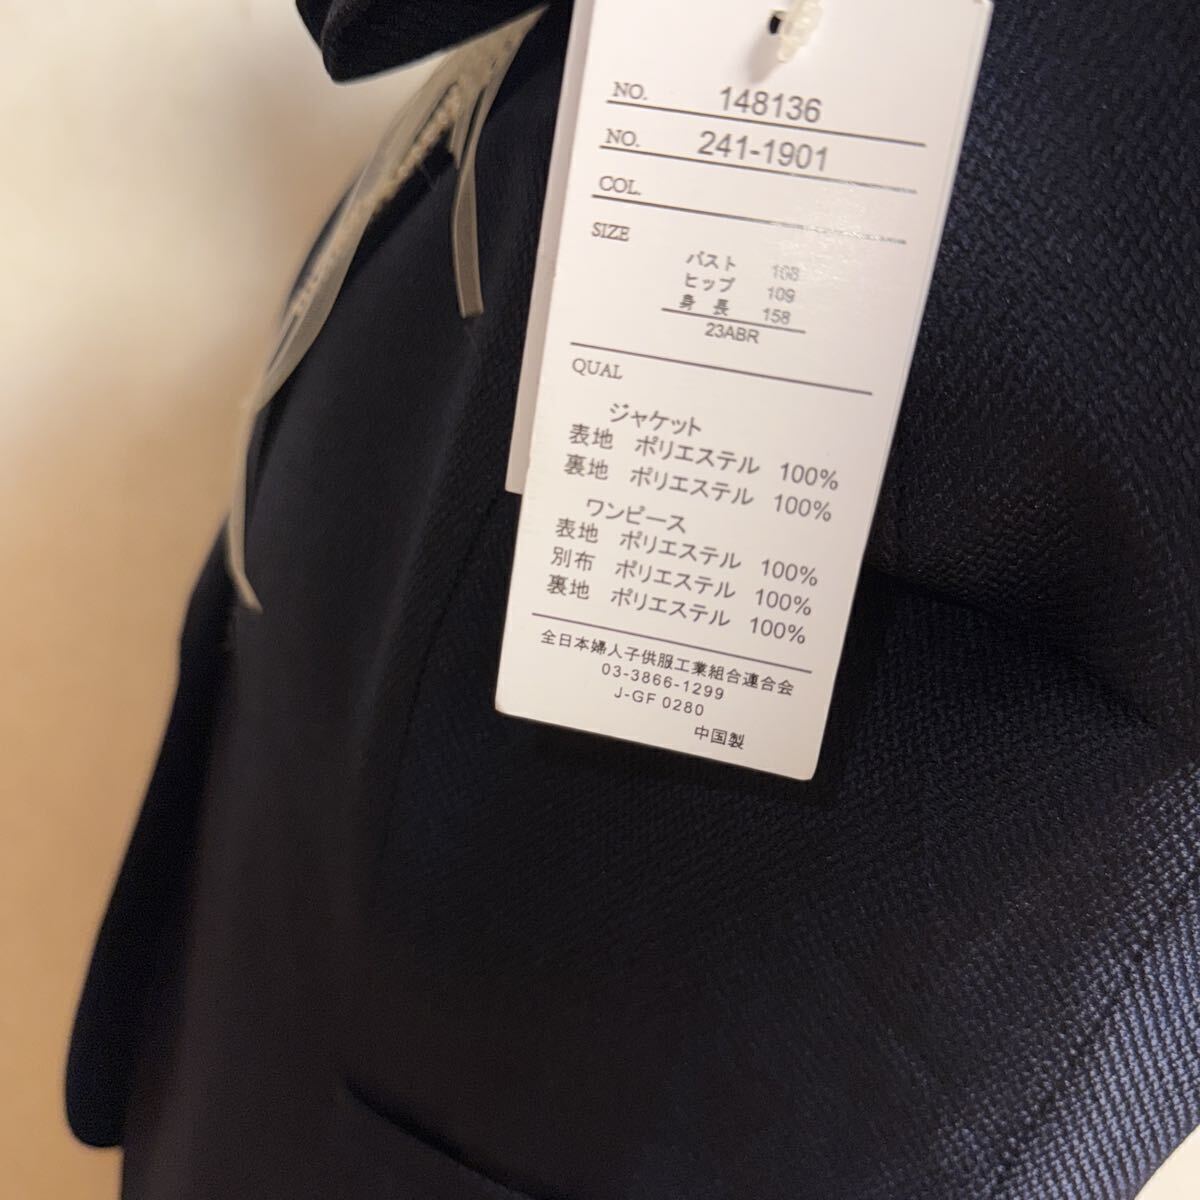 NO. 148136
NO. 241-1901
COL.
SIZE
バスト 108
ヒップ 109
身長 158
23ABR
QUAL
ジャケット
表地 ポリエステル 100%
裏地 ポリエステル 100%
ワンピース
表地 ポリエステル 100%
別布 ポリエステル 100%
裏地 ポリエステル 100%
全日本婦人子供服工業組合連合会
03-3866-1299
J-GF 0280
中国製